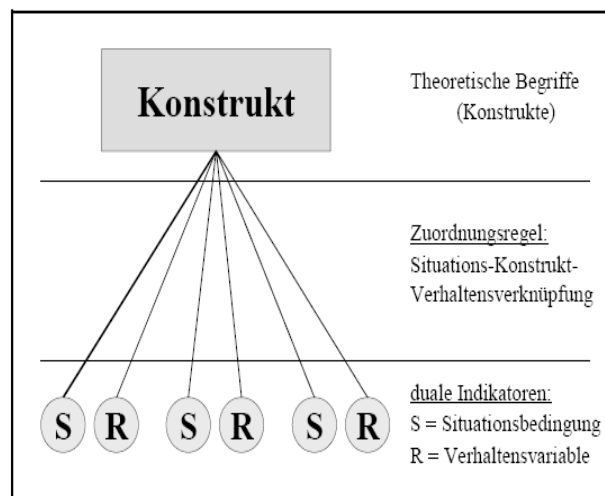 Konstrukt
Theoretische Begriffe
(Konstrukte)
Zuordnungsregel:
Situations-Konstrukt-
Verhaltensverknüpfung
S R S R S R
duale Indikatoren:
S = Situationsbedingung
R = Verhaltensvariable